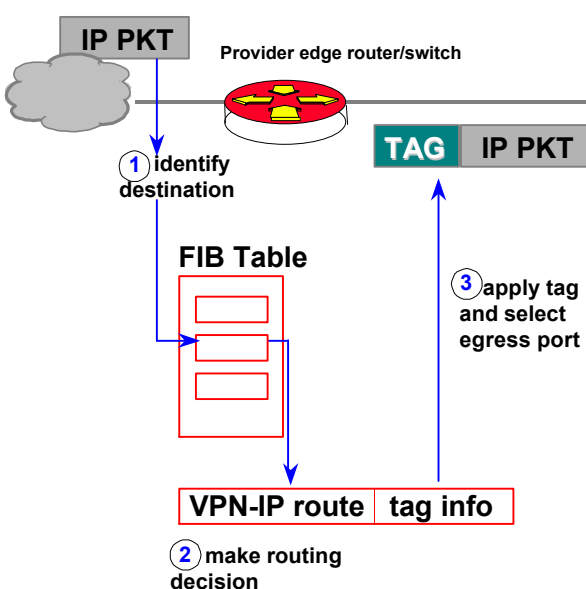 IP PKT
Provider edge router/switch
TAG IP PKT
1 identify
destination
FIB Table
3 apply tag
and select
egress port
VPN-IP route tag info
2 make routing
decision